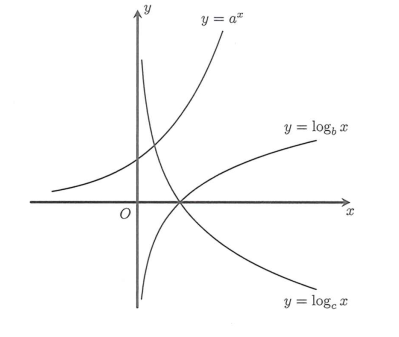 y
y = a^x
y = log_b x
O
x
y = log_c x